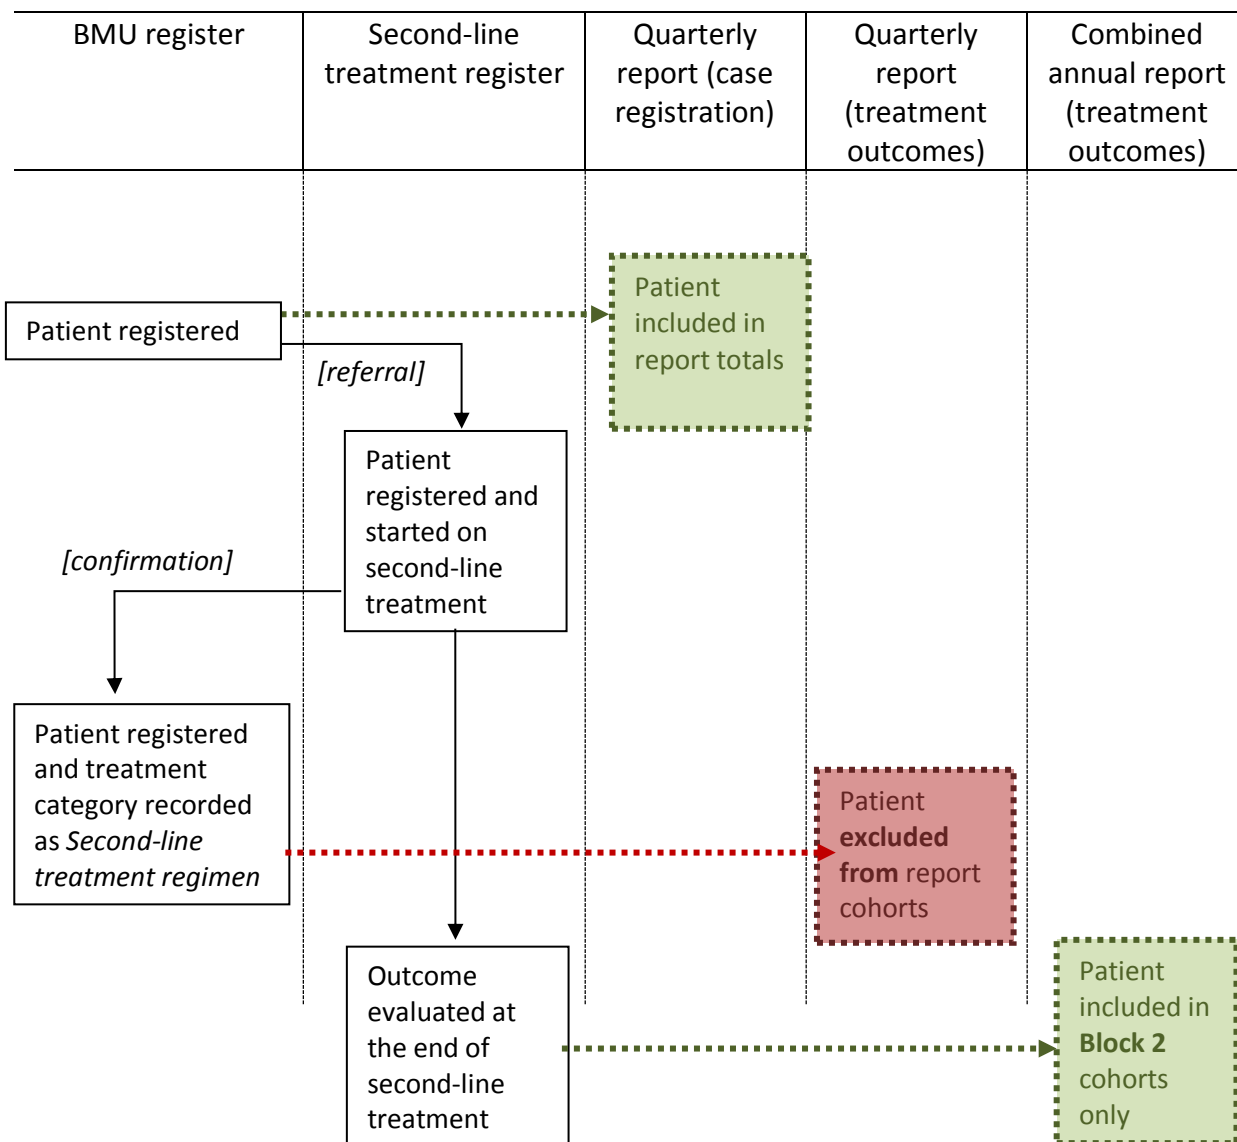 BMU register
Second-line
treatment register
Quarterly
report (case
registration)
Quarterly
report
(treatment
outcomes)
Combined
annual report
(treatment
outcomes)
Patient registered
[referral]
Patient
included in
report totals
Patient
registered and
started on
second-line
treatment
[confirmation]
Patient registered
and treatment
category recorded
as Second-line
treatment regimen
Patient
excluded
from report
cohorts
Outcome
evaluated at
the end of
second-line
treatment
Patient
included in
Block 2
cohorts
only